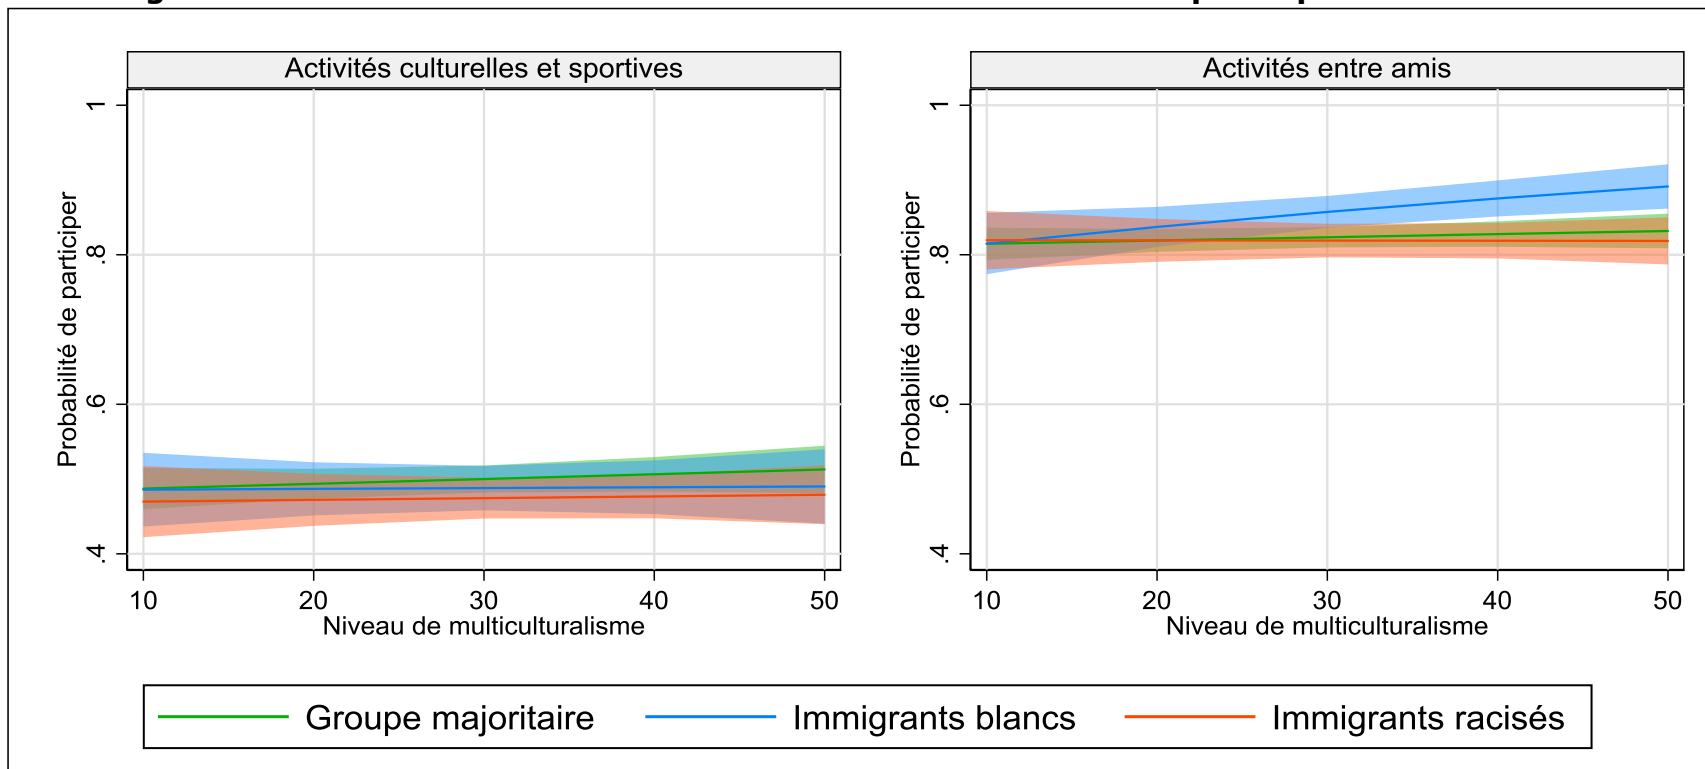 Activités culturelles et sportives
Probabilité de participer
1
.8
.6
.4
10 20 30 40 50
Niveau de multiculturalisme
Activités entre amis
Probabilité de participer
1
.8
.6
.4
10 20 30 40 50
Niveau de multiculturalisme
Groupe majoritaire Immigrants blancs Immigrants racisés